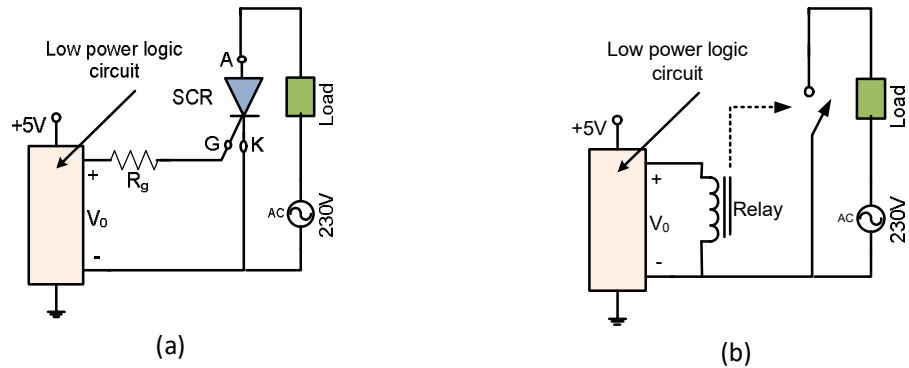 Low power logic
circuit
+5V
A
SCR
G
K
Load
+
Rg
V0
AC
230V
-
(a)
Low power logic
circuit
+5V
Load
+
V0
Relay
AC
230V
-
(b)